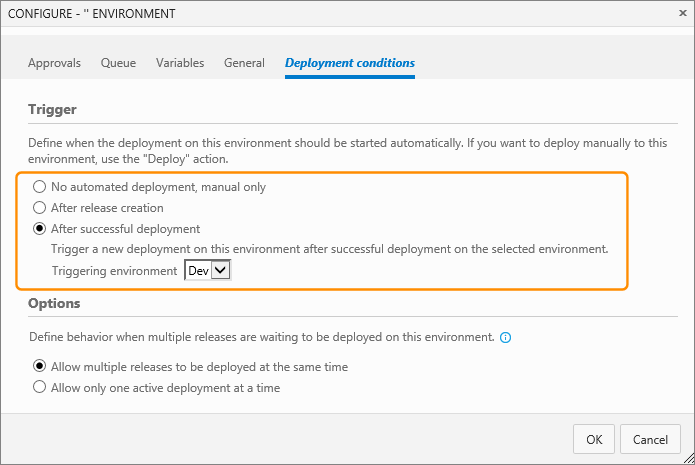 CONFIGURE - '' ENVIRONMENT
Approvals Queue Variables General Deployment conditions
Trigger
Define when the deployment on this environment should be started automatically. If you want to deploy manually to this
environment, use the "Deploy" action.
No automated deployment, manual only
After release creation
After successful deployment
Trigger a new deployment on this environment after successful deployment on the selected environment.
Triggering environment Dev
Options
Define behavior when multiple releases are waiting to be deployed on this environment.
Allow multiple releases to be deployed at the same time
Allow only one active deployment at a time
OK Cancel